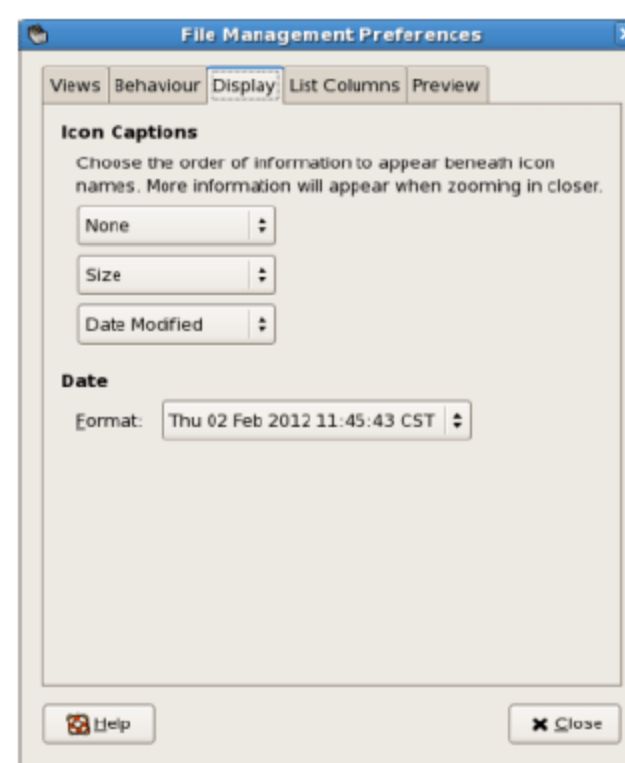 File Management Preferences
Views Behaviour Display List Columns Preview
Icon Captions
Choose the order of information to appear beneath icon
names. More information will appear when zooming in closer.
None
Size
Date Modified
Date
Format: Thu 02 Feb 2012 11:45:43 CST
Help Close